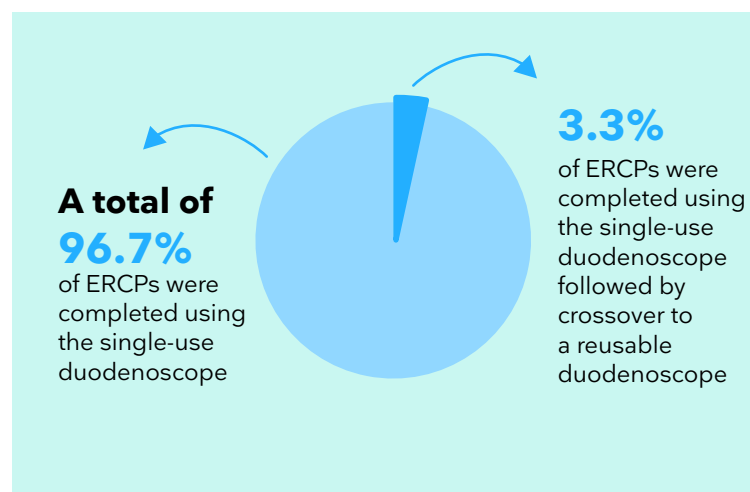 A total of
96.7%
of ERCPs were
completed using
the single-use
duodenoscope
3.3%
of ERCPs were
completed using
the single-use
duodenoscope
followed by
crossover to
a reusable
duodenoscope